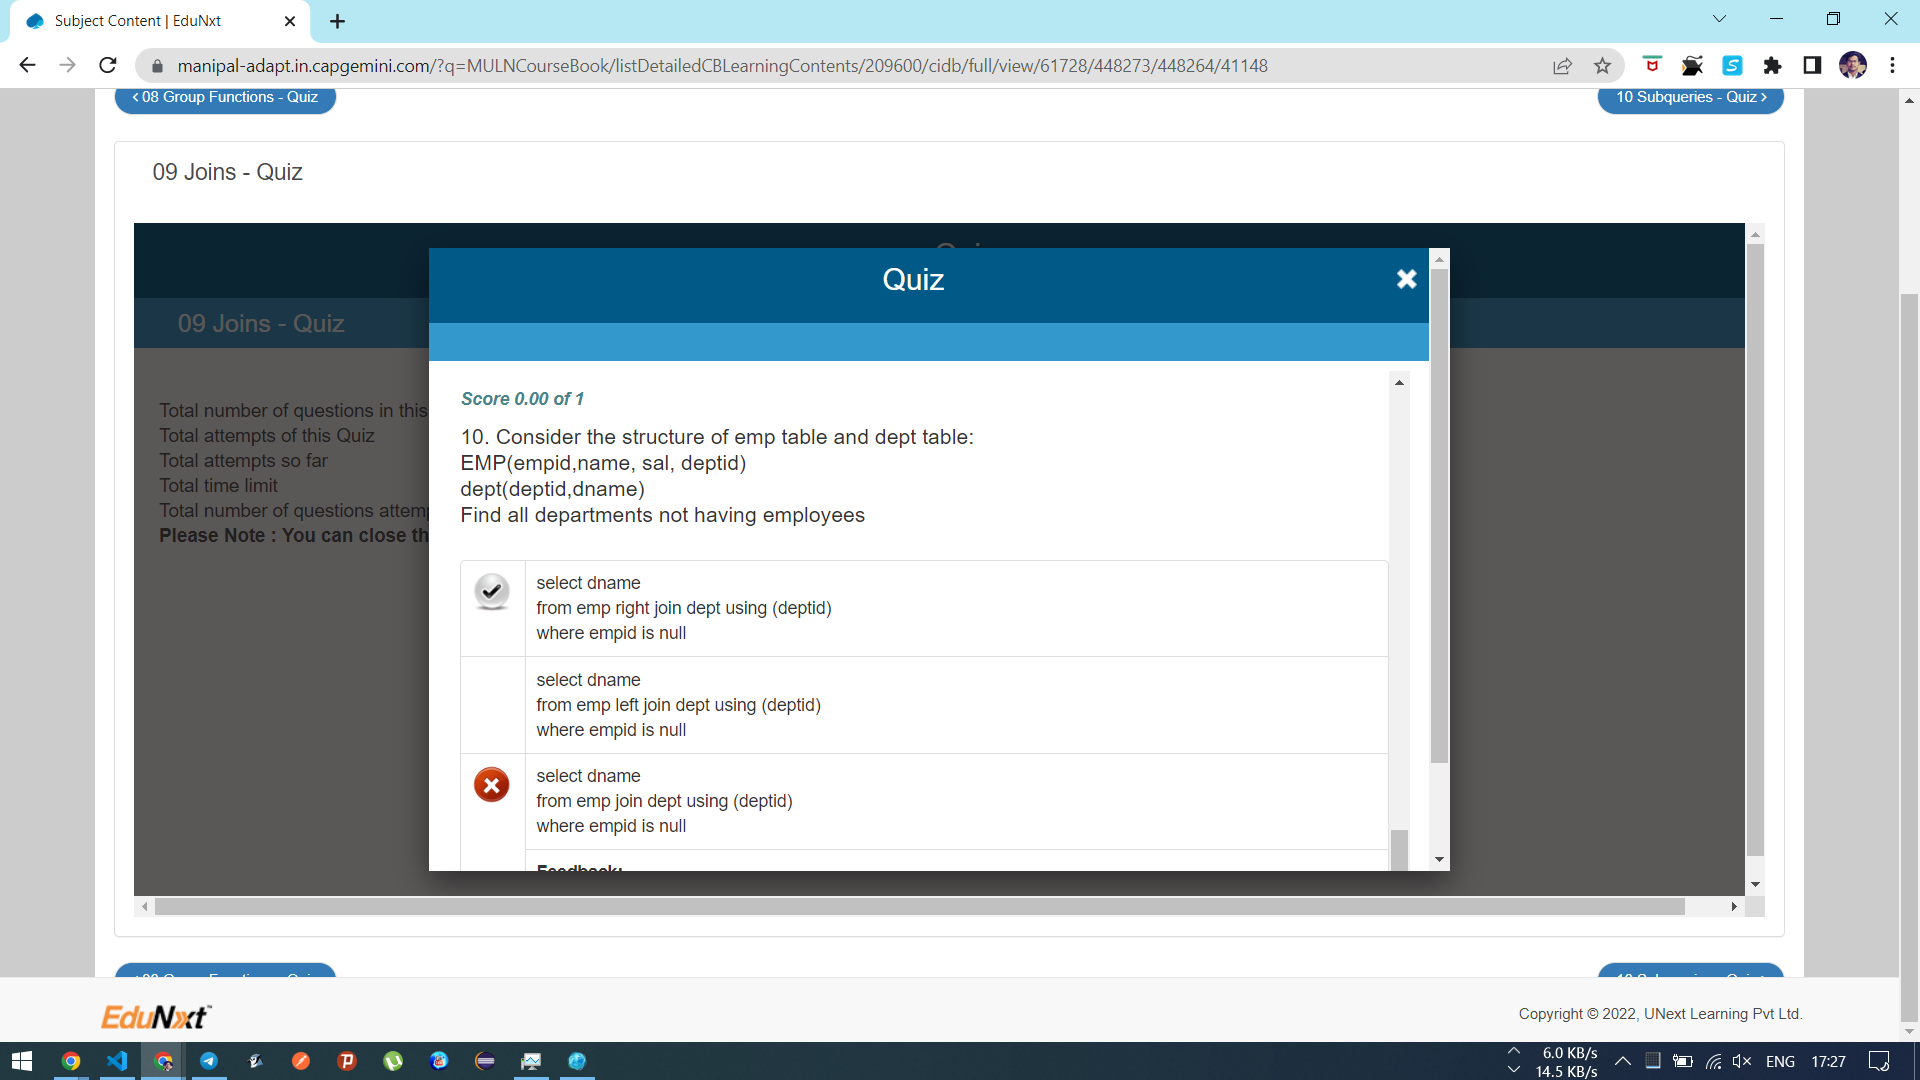 Subject Content | EduNxt
manipal-adapt.in.capgemini.com/?q=MULNCourseBook/listDetailedCBLearningContents/209600/cidb/full/view/61728/448273/448264/41148
< 08 Group Functions - Quiz
10 Subqueries - Quiz >
09 Joins - Quiz
Quiz
09 Joins - Quiz
Total number of questions in this
Total attempts of this Quiz
Total attempts so far
Total time limit
Total number of questions attemp
Please Note : You can close th
Score 0.00 of 1
10. Consider the structure of emp table and dept table:
EMP(empid,name, sal, deptid)
dept(deptid,dname)
Find all departments not having employees
select dname
from emp right join dept using (deptid)
where empid is null
select dname
from emp left join dept using (deptid)
where empid is null
select dname
from emp join dept using (deptid)
where empid is null
Feedback:
EduNxt
Copyright © 2022, UNext Learning Pvt Ltd.
6.0 KB/s
14.5 KB/s
ENG
17:27